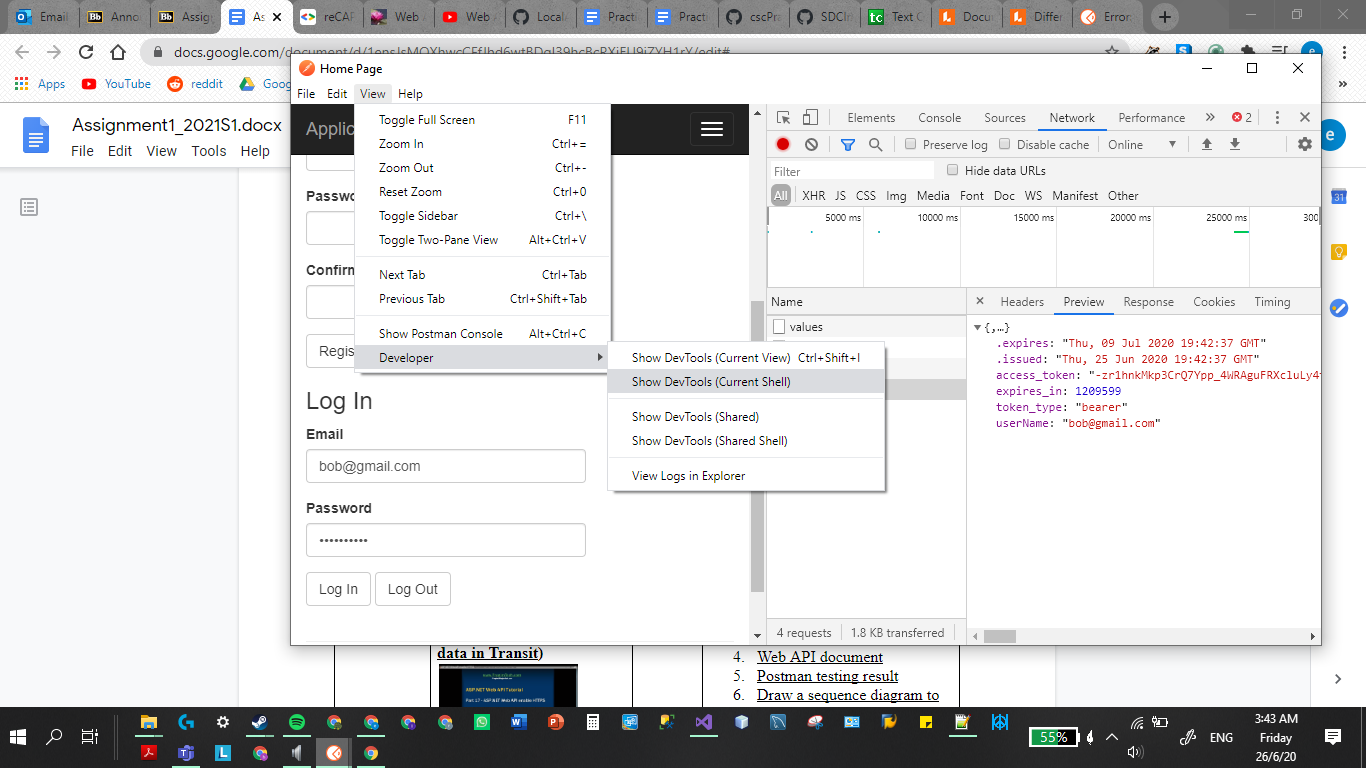 Email
Anno
Assig
As
reCAP
Web
Web
Locala
Practi
Practi
cscPra
SDCIn
Text C
Docu
Differ
Error
docs.google.com/document/d/
Apps
YouTube
reddit
Goog
Assignment1_2021S1.docx
File Edit View Tools Help
Home Page
File Edit View Help
Applic
Toggle Full Screen F11
Zoom In Ctrl+=
Zoom Out Ctrl+-
Reset Zoom Ctrl+0
Toggle Sidebar Ctrl+\
Toggle Two-Pane View Alt+Ctrl+V
Next Tab Ctrl+Tab
Previous Tab Ctrl+Shift+Tab
Show Postman Console Alt+Ctrl+C
Developer
Show DevTools (Current View) Ctrl+Shift+I
Show DevTools (Current Shell)
Show DevTools (Shared)
Show DevTools (Shared Shell)
View Logs in Explorer
Passwo
Confirm
Regis
Log In
Email
bob@gmail.com
Password
Log In
Log Out
Elements Console Sources Network Performance 2
Preserve log Disable cache Online
Filter
Hide data URLs
All XHR JS CSS Img Media Font Doc WS Manifest Other
5000 ms 10000 ms 15000 ms 20000 ms 25000 ms 300
Name
values
Headers Preview Response Cookies Timing
{,…}
.expires: "Thu, 09 Jul 2020 19:42:37 GMT"
.issued: "Thu, 25 Jun 2020 19:42:37 GMT"
access_token: "-zr1hnkMkp3CrQ7Ypp_4WRAguFRXcluLy4
expires_in: 1209599
token_type: "bearer"
userName: "bob@gmail.com"
4 requests 1.8 KB transferred
data in Transit)
ASP.NET Web API Tutorial
4. Web API document
5. Postman testing result
6. Draw a sequence diagram to
e
31
55%
ENG
3:43 AM
Friday
26/6/20